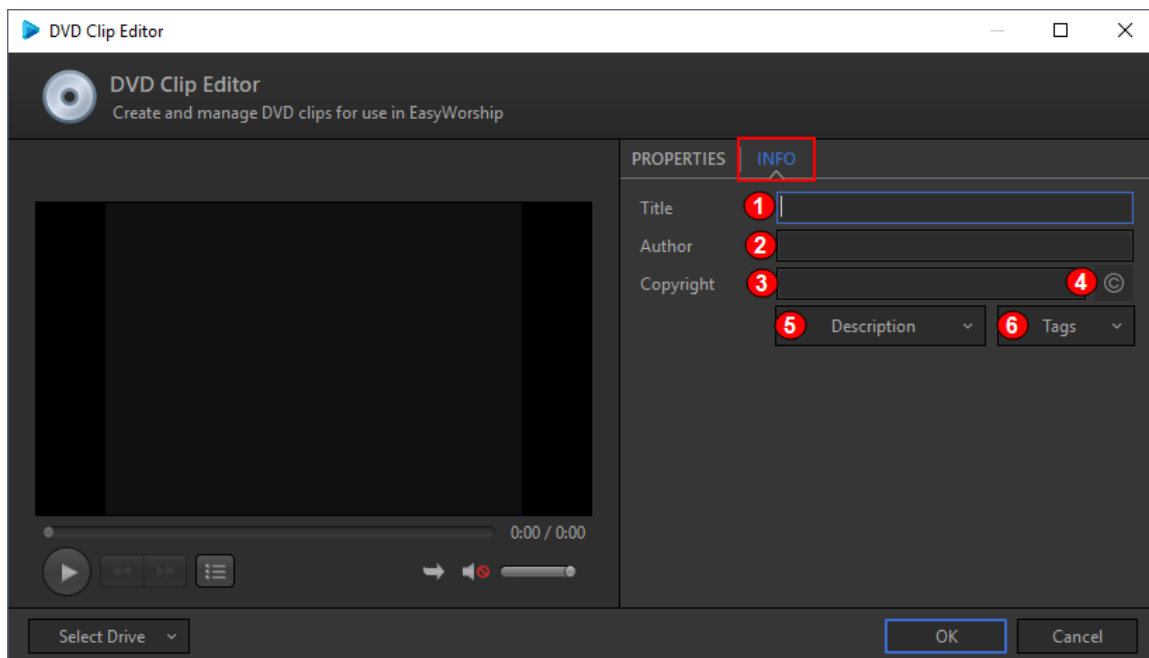 DVD Clip Editor
DVD Clip Editor
Create and manage DVD clips for use in EasyWorship
PROPERTIES INFO
Title 1
Author 2
Copyright 3 4 ©
5 Description 6 Tags
0:00 / 0:00
Select Drive OK Cancel